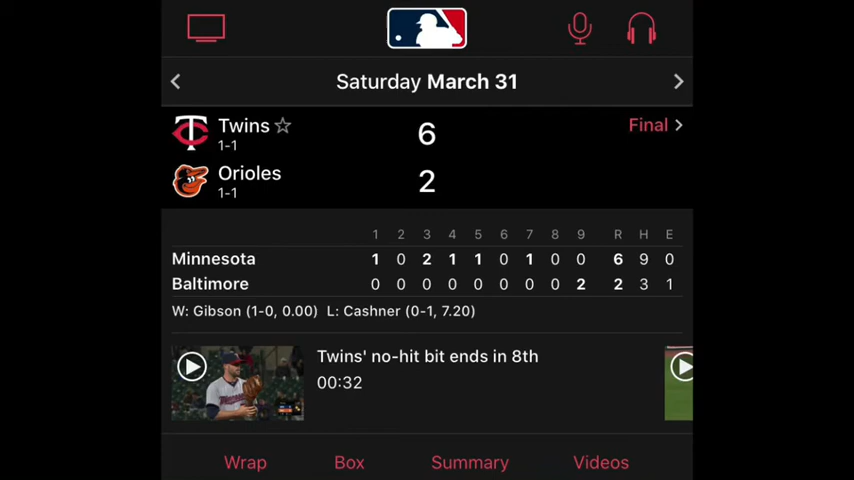 Saturday March 31
Twins
1-1
6
Final
Orioles
1-1
2
1 2 3 4 5 6 7 8 9 R H E
Minnesota 1 0 2 1 1 0 1 0 0 6 9 0
Baltimore 0 0 0 0 0 0 0 0 2 2 3 1
W: Gibson (1-0, 0.00) L: Cashner (0-1, 7.20)
Twins' no-hit bit ends in 8th
00:32
Wrap Box Summary Videos